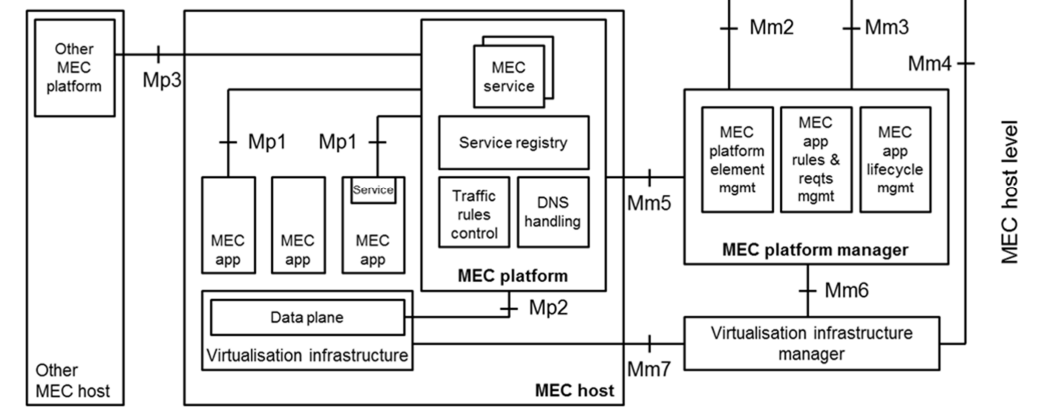 Other
MEC
platform
Mp3
MEC
service
Service registry
Traffic
rules
control
DNS
handling
MEC platform
Mp1
Mp1
MEC
app
MEC
app
Service
MEC
app
Mp2
Data plane
Virtualisation infrastructure
MEC host
Other
MEC host
Mm2
Mm3
Mm4
MEC
platform
element
mgmt
MEC
app
rules &
reqts
mgmt
MEC
app
lifecycle
mgmt
MEC platform manager
Mm5
Mm6
Virtualisation infrastructure
manager
Mm7
MEC host level